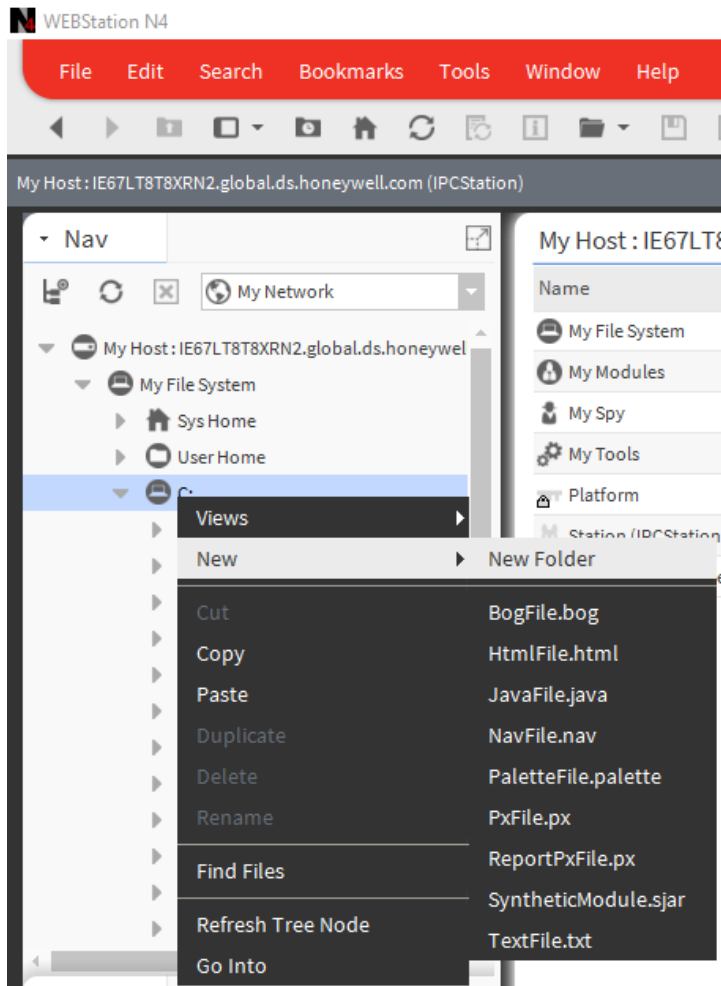 WEBStation N4
File Edit Search Bookmarks Tools Window Help
My Host : IE67LT8T8XRN2.global.ds.honeywell.com (IPCStation)
Nav
My Network
My Host : IE67LT8T8XRN2.global.ds.honeywel
My File System
Sys Home
User Home
C:
My Host : IE67LT8
Name
My File System
My Modules
My Spy
My Tools
Platform
Station (IPCStation
Views
New
Cut
Copy
Paste
Duplicate
Delete
Rename
Find Files
Refresh Tree Node
Go Into
New Folder
BogFile.bog
HtmlFile.html
JavaFile.java
NavFile.nav
PaletteFile.palette
PxFile.px
ReportPxFile.px
SyntheticModule.sjar
TextFile.txt